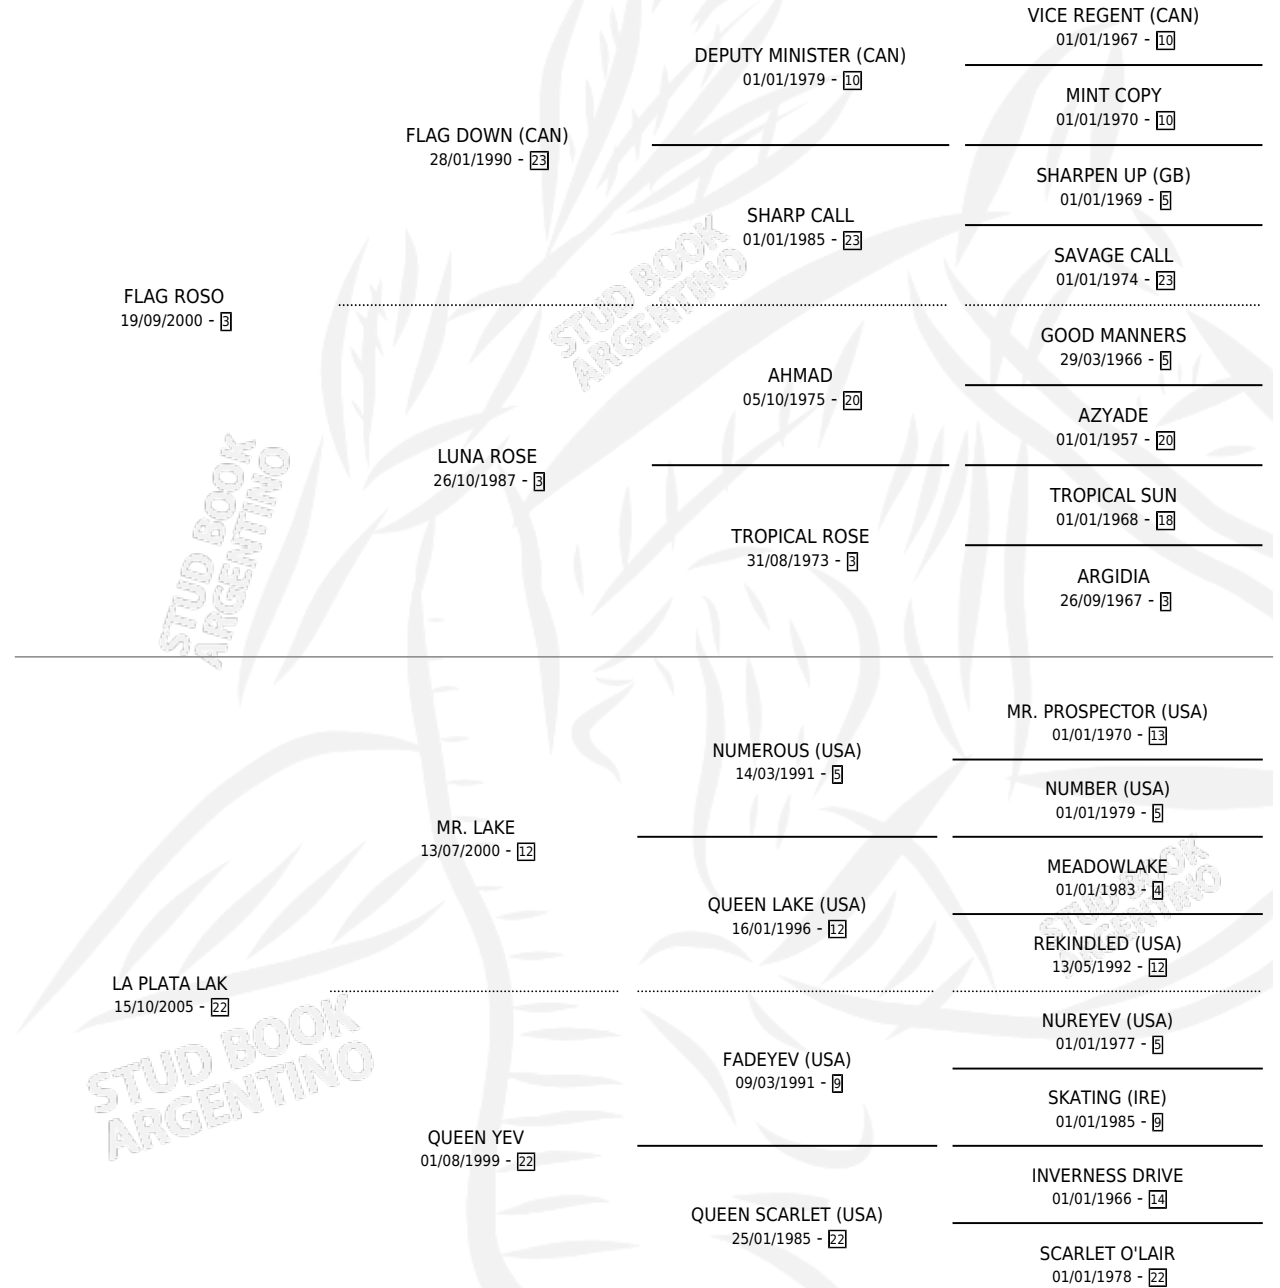 VICE REGENT (CAN)
01/01/1967 - 10
DEPUTY MINISTER (CAN)
01/01/1979 - 10
MINT COPY
01/01/1970 - 10
FLAG DOWN (CAN)
28/01/1990 - 23
SHARPEN UP (GB)
01/01/1969 - 5
SHARP CALL
01/01/1985 - 23
SAVAGE CALL
01/01/1974 - 23
FLAG ROSO
19/09/2000 - 3
GOOD MANNERS
29/03/1966 - 5
AHMAD
05/10/1975 - 20
AZYADE
01/01/1957 - 20
LUNA ROSE
26/10/1987 - 3
TROPICAL SUN
01/01/1968 - 18
TROPICAL ROSE
31/08/1973 - 3
ARGIDIA
26/09/1967 - 3
STUD BOOK
ARGENTINO
STUD BOOK
ARGENTINO
MR. PROSPECTOR (USA)
01/01/1970 - 13
NUMEROUS (USA)
14/03/1991 - 5
NUMBER (USA)
01/01/1979 - 5
MR. LAKE
13/07/2000 - 12
MEADOWLAKE
01/01/1983 - 4
QUEEN LAKE (USA)
16/01/1996 - 12
REKINDLED (USA)
13/05/1992 - 12
LA PLATA LAK
15/10/2005 - 22
NUREYEV (USA)
01/01/1977 - 5
FADEYEV (USA)
09/03/1991 - 9
SKATING (IRE)
01/01/1985 - 9
QUEEN YEV
01/08/1999 - 22
INVERNESS DRIVE
01/01/1966 - 14
QUEEN SCARLET (USA)
25/01/1985 - 22
SCARLET O'LAIR
01/01/1978 - 22
STUD BOOK
ARGENTINO
STUD BOOK
ARGENTINO